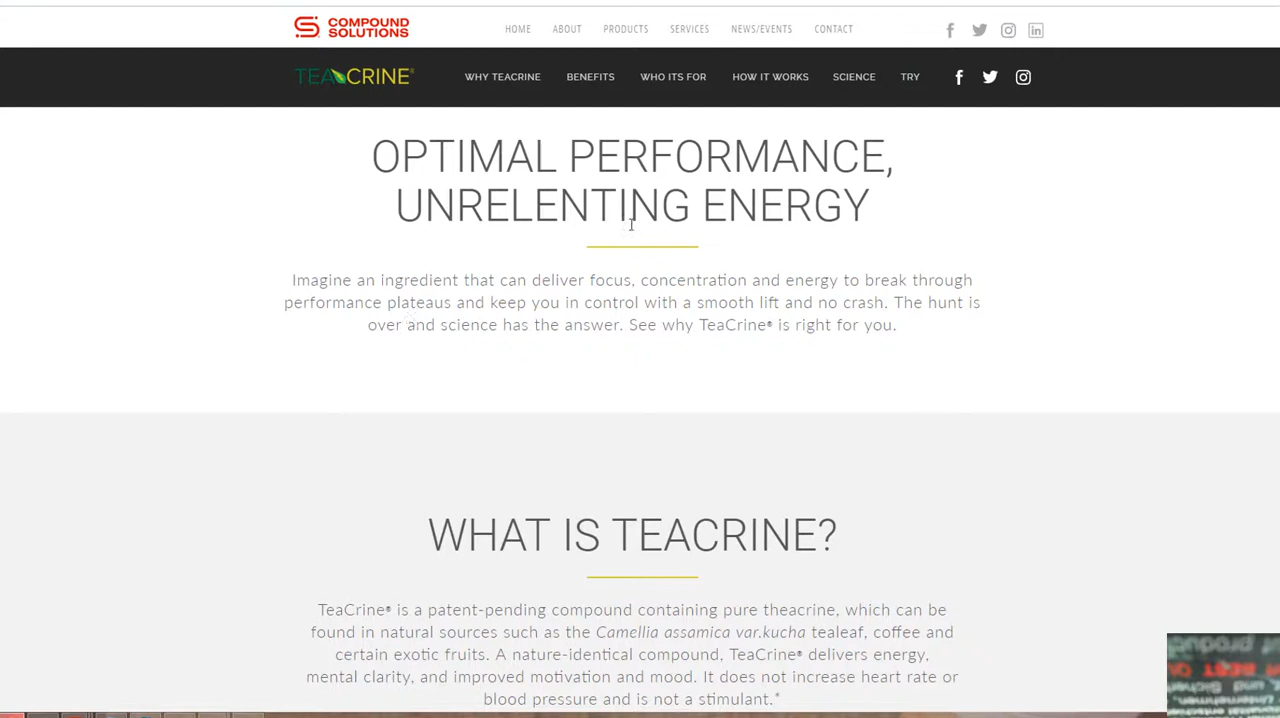 COMPOUND
SOLUTIONS
HOME ABOUT PRODUCTS SERVICES NEWS/EVENTS CONTACT
TEACRINE®
WHY TEACRINE BENEFITS WHO ITS FOR HOW IT WORKS SCIENCE TRY
OPTIMAL PERFORMANCE,
UNRELENTING ENERGY
Imagine an ingredient that can deliver focus, concentration and energy to break through
performance plateaus and keep you in control with a smooth lift and no crash. The hunt is
over and science has the answer. See why TeaCrine® is right for you.
WHAT IS TEACRINE?
TeaCrine® is a patent-pending compound containing pure theacrine, which can be
found in natural sources such as the Camellia assamica var.kucha tealeaf, coffee and
certain exotic fruits. A nature-identical compound, TeaCrine® delivers energy,
mental clarity, and improved motivation and mood. It does not increase heart rate or
blood pressure and is not a stimulant.*